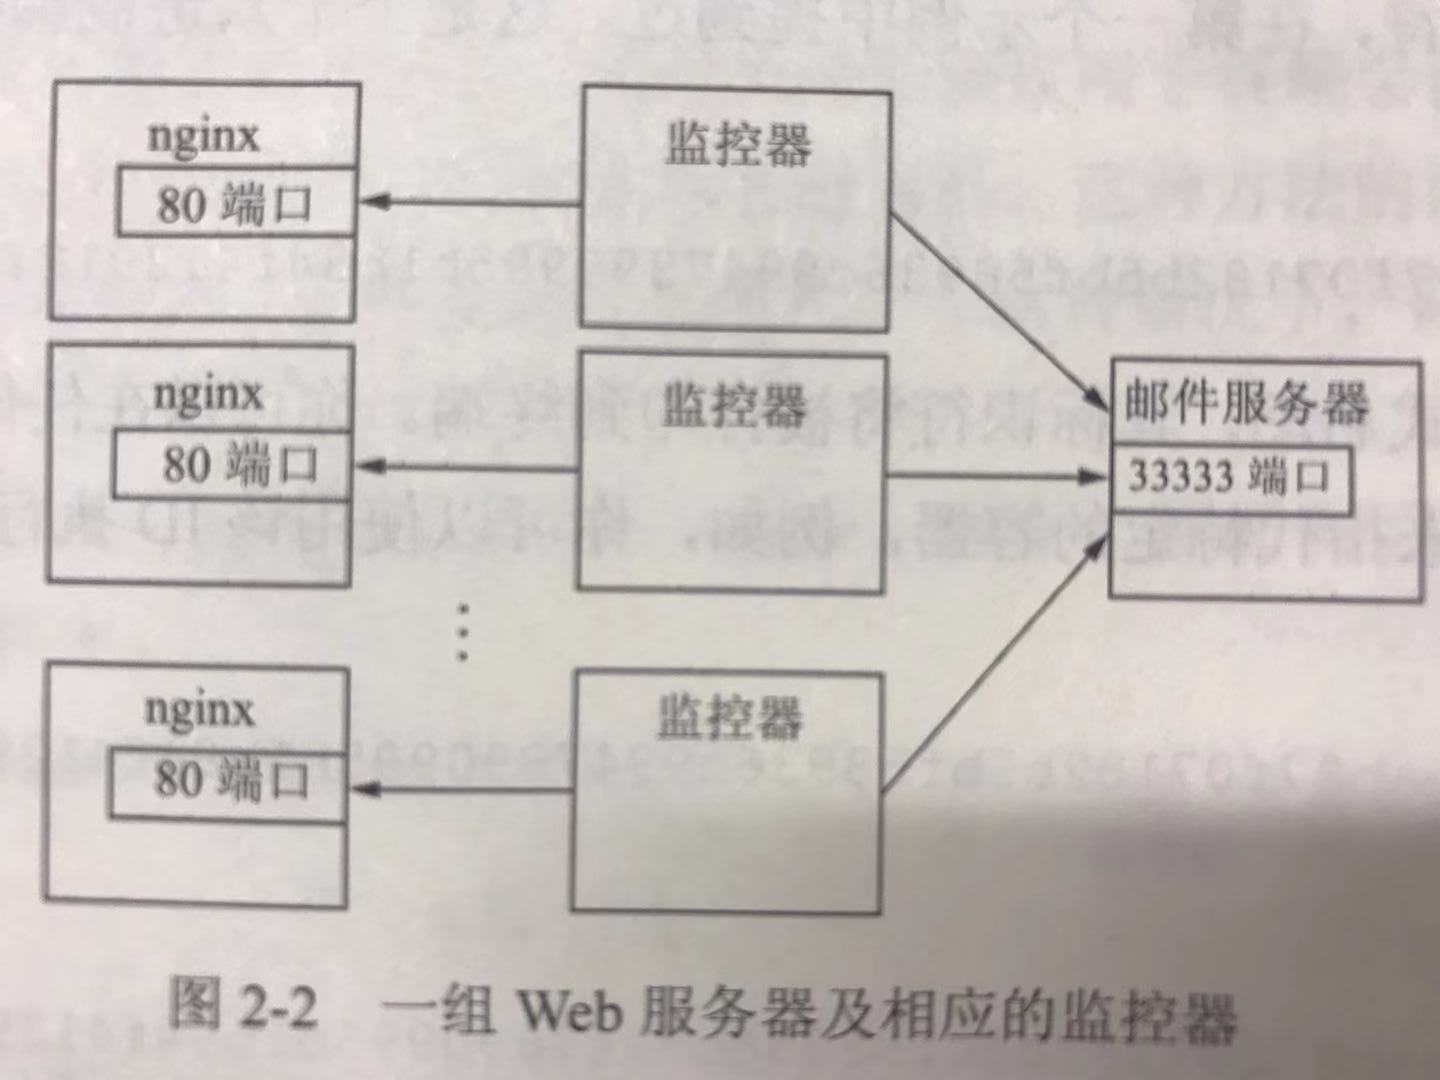 nginx
80 端口
监控器
nginx
80 端口
监控器
邮件服务器
33333 端口
nginx
80 端口
监控器
图 2-2 一组 Web 服务器及相应的监控器